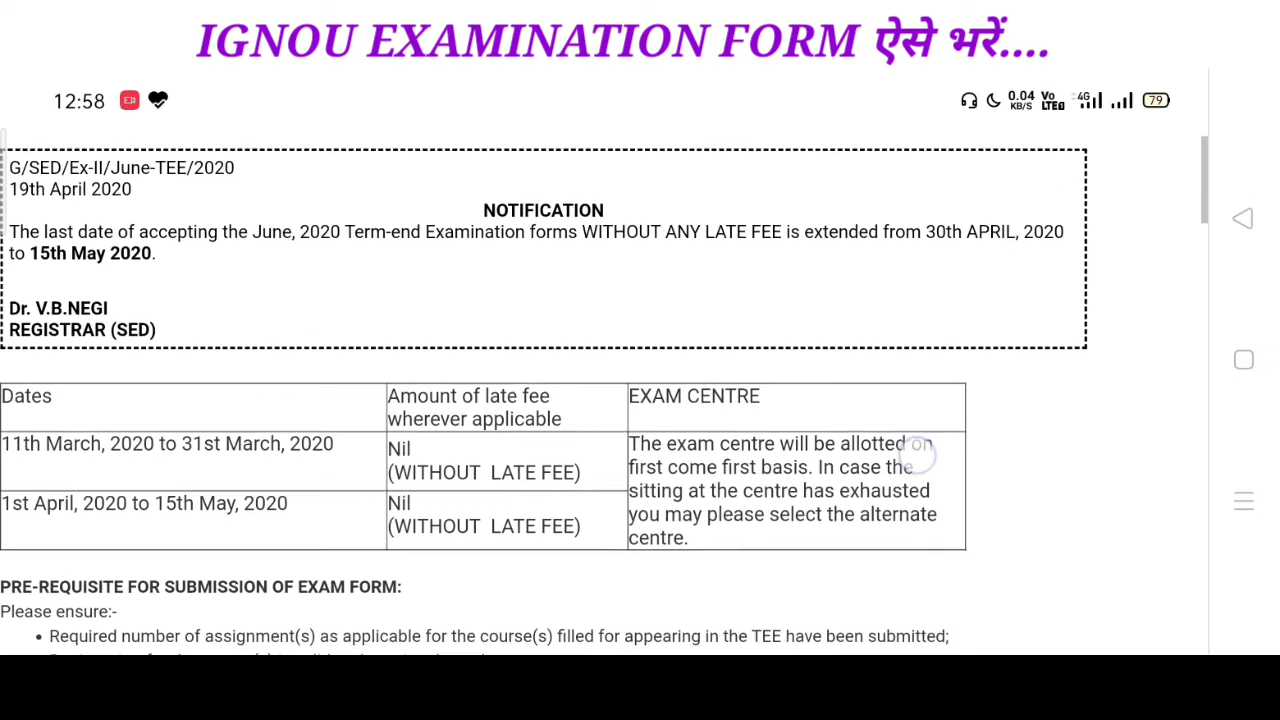 IGNOU EXAMINATION FORM ऐसे भरें....
12:58
0.04 KB/S Vo LTE 4G 79
G/SED/Ex-II/June-TEE/2020
19th April 2020
NOTIFICATION
The last date of accepting the June, 2020 Term-end Examination forms WITHOUT ANY LATE FEE is extended from 30th APRIL, 2020
to 15th May 2020.
Dr. V.B.NEGI
REGISTRAR (SED)
Dates
Amount of late fee
wherever applicable
EXAM CENTRE
11th March, 2020 to 31st March, 2020
Nil
(WITHOUT LATE FEE)
The exam centre will be allotted on
first come first basis. In case the
sitting at the centre has exhausted
you may please select the alternate
centre.
1st April, 2020 to 15th May, 2020
Nil
(WITHOUT LATE FEE)
PRE-REQUISITE FOR SUBMISSION OF EXAM FORM:
Please ensure:-
• Required number of assignment(s) as applicable for the course(s) filled for appearing in the TEE have been submitted;